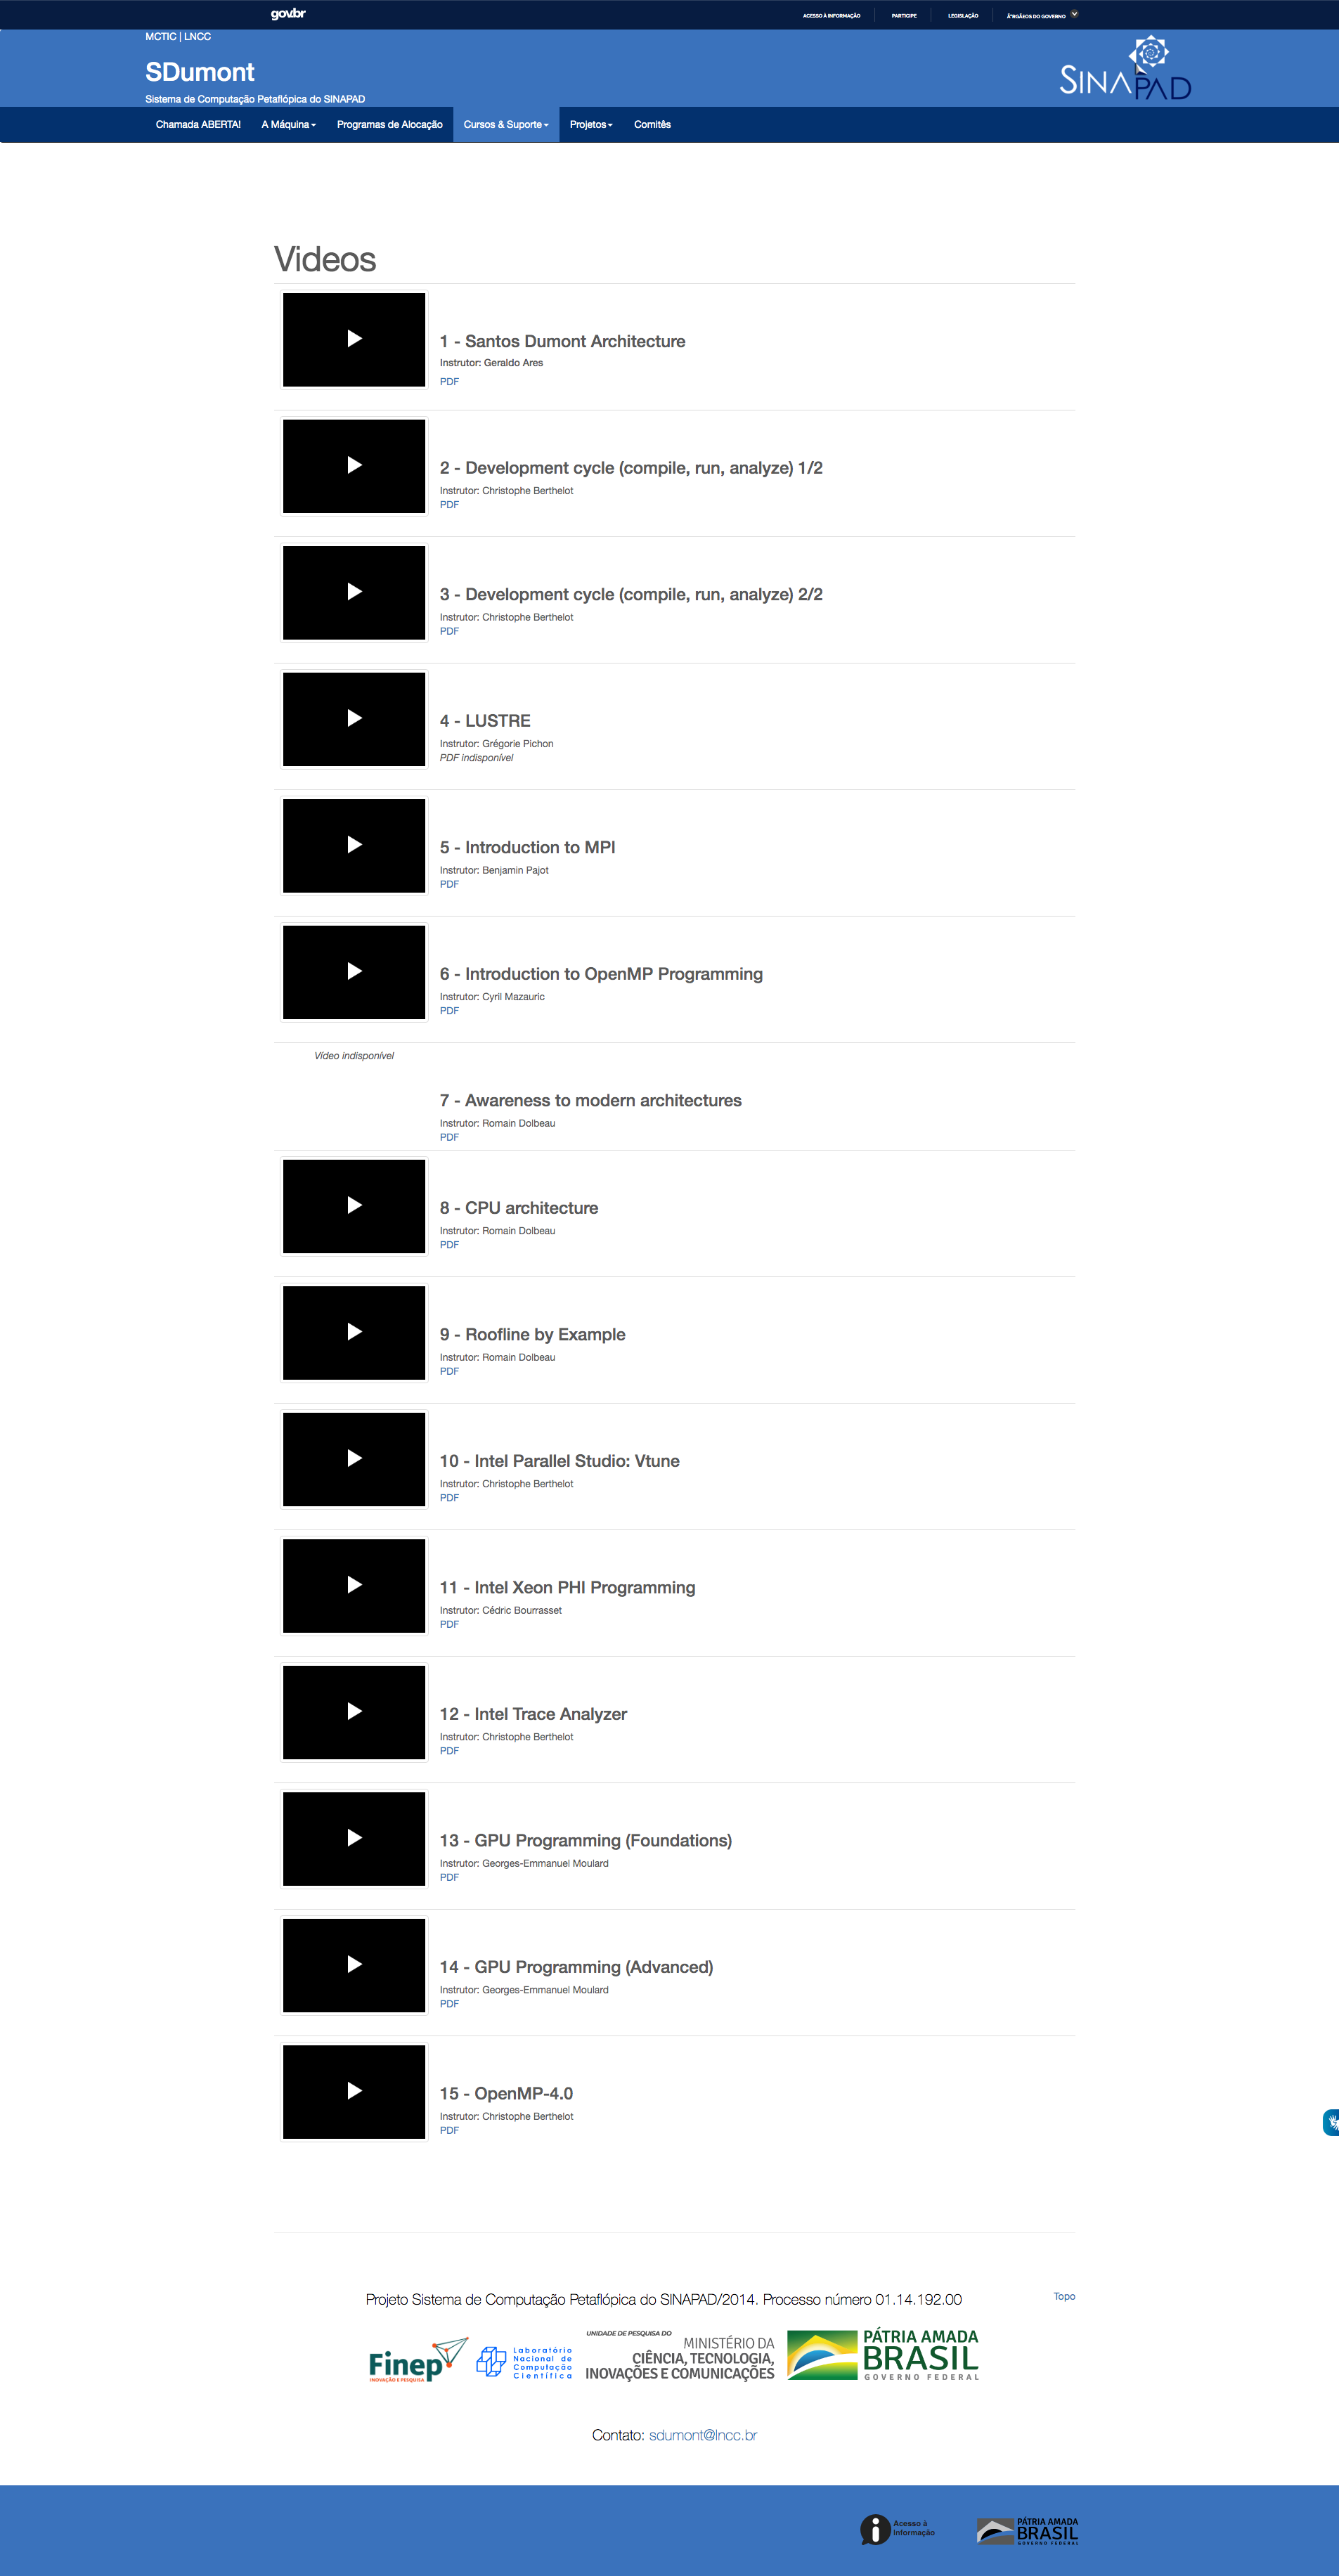 gov.br
ACESSO À INFORMAÇÃO
PARTICIPE
LEGISLAÇÃO
Ã"RGÃEOS DO GOVERNO
MCTIC | LNCC
SDumont
Sistema de Computação Petaflópica do SINAPAD
SINAPAD
Chamada ABERTA!
A Máquina
Programas de Alocação
Cursos & Suporte
Projetos
Comitês
Videos
1 - Santos Dumont Architecture
Instrutor: Geraldo Ares
PDF
2 - Development cycle (compile, run, analyze) 1/2
Instrutor: Christophe Berthelot
PDF
3 - Development cycle (compile, run, analyze) 2/2
Instrutor: Christophe Berthelot
PDF
4 - LUSTRE
Instrutor: Grégorie Pichon
PDF indisponível
5 - Introduction to MPI
Instrutor: Benjamin Pajot
PDF
6 - Introduction to OpenMP Programming
Instrutor: Cyril Mazauric
PDF
Vídeo indisponível
7 - Awareness to modern architectures
Instrutor: Romain Dolbeau
PDF
8 - CPU architecture
Instrutor: Romain Dolbeau
PDF
9 - Roofline by Example
Instrutor: Romain Dolbeau
PDF
10 - Intel Parallel Studio: Vtune
Instrutor: Christophe Berthelot
PDF
11 - Intel Xeon PHI Programming
Instrutor: Cédric Bourrasset
PDF
12 - Intel Trace Analyzer
Instrutor: Christophe Berthelot
PDF
13 - GPU Programming (Foundations)
Instrutor: Georges-Emmanuel Moulard
PDF
14 - GPU Programming (Advanced)
Instrutor: Georges-Emmanuel Moulard
PDF
15 - OpenMP-4.0
Instrutor: Christophe Berthelot
PDF
Projeto Sistema de Computação Petaflópica do SINAPAD/2014. Processo número 01.14.192.00
Topo
Finep
INOVAÇÃO E PESQUISA
Laboratório
Nacional de
Computação
Científica
UNIDADE DE PESQUISA DO
MINISTÉRIO DA
CIÊNCIA, TECNOLOGIA,
INOVAÇÕES E COMUNICAÇÕES
PÁTRIA AMADA
BRASIL
GOVERNO FEDERAL
Contato: sdumont@lncc.br
Acesso à
Informação
PÁTRIA AMADA
BRASIL
GOVERNO FEDERAL